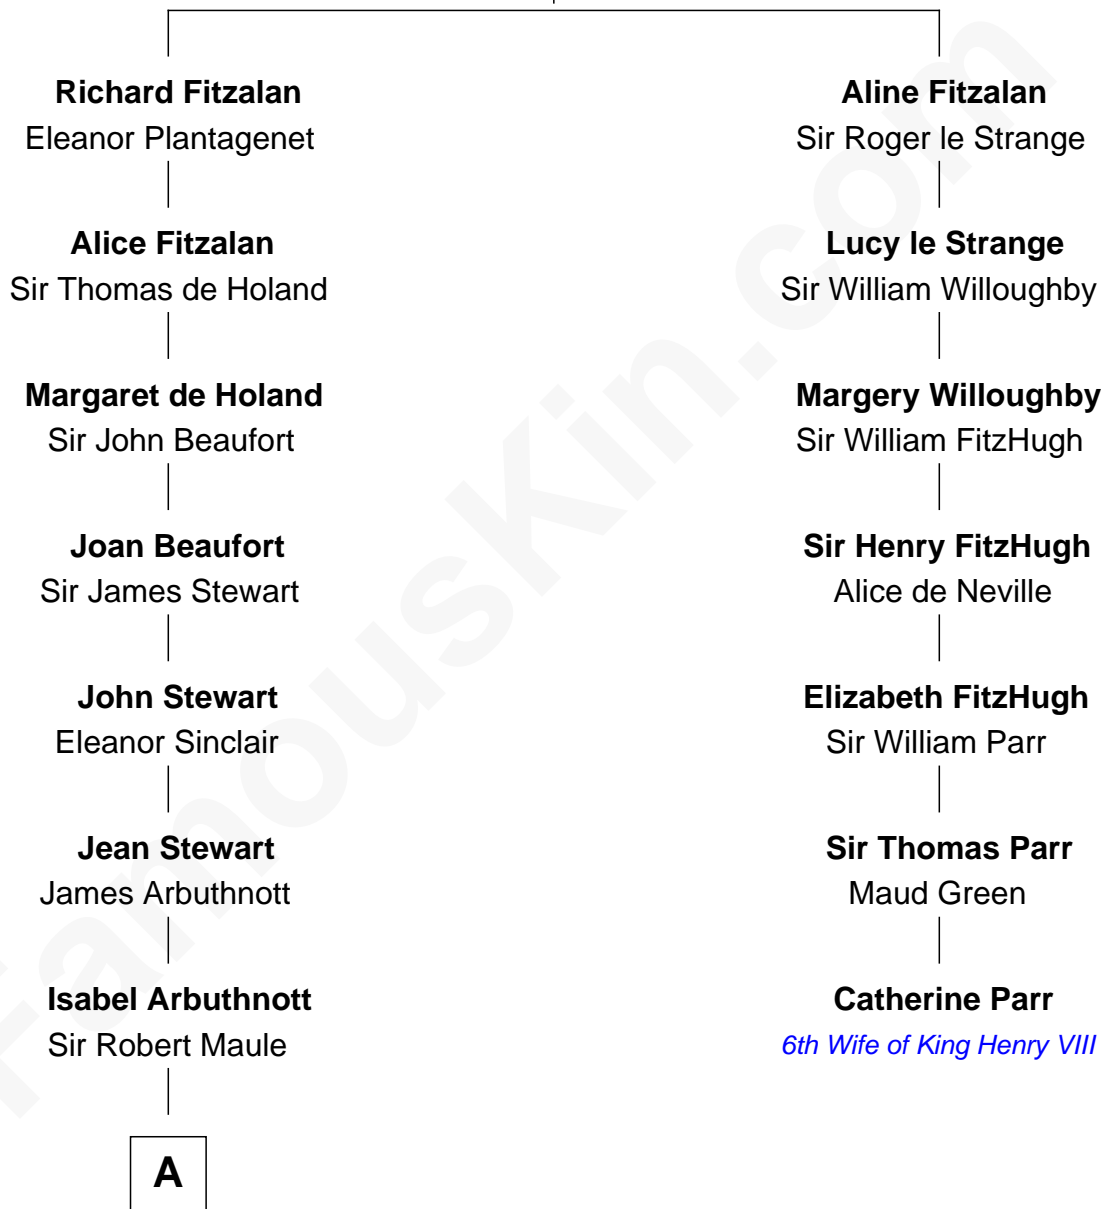 Richard Fitzalan
Eleanor Plantagenet
Alice Fitzalan
Sir Thomas de Holand
Margaret de Holand
Sir John Beaufort
Joan Beaufort
Sir James Stewart
John Stewart
Eleanor Sinclair
Jean Stewart
James Arbuthnott
Isabel Arbuthnott
Sir Robert Maule
A
Aline Fitzalan
Sir Roger le Strange
Lucy le Strange
Sir William Willoughby
Margery Willoughby
Sir William FitzHugh
Sir Henry FitzHugh
Alice de Neville
Elizabeth FitzHugh
Sir William Parr
Sir Thomas Parr
Maud Green
Catherine Parr
6th Wife of King Henry VIII
FamousKin.com